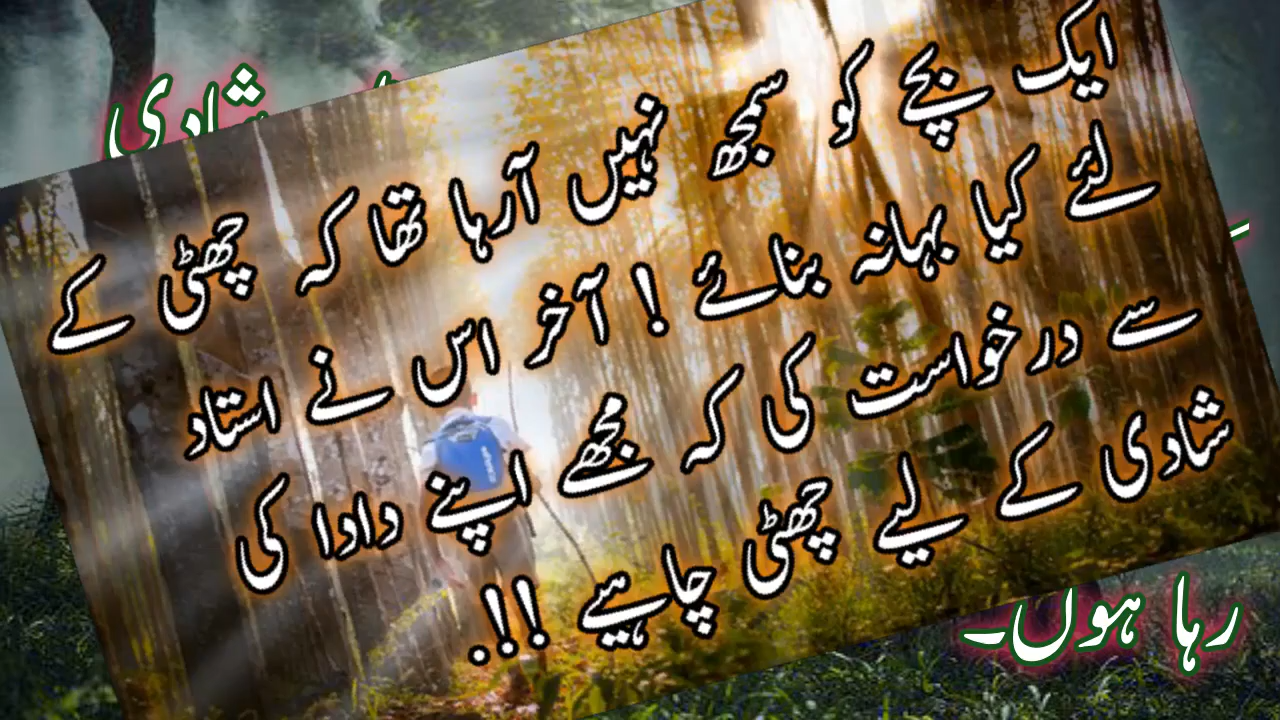 شادی
ایک بچے کو سمجھ نہیں آرہا تھا کہ چھٹی کے
لئے کیا بہانہ بنائے ! آخر اس نے استاد
سے درخواست کی کہ مجھے اپنے دادا کی
شادی کے لیے چھٹی چاہیے !!.
رہا ہوں۔